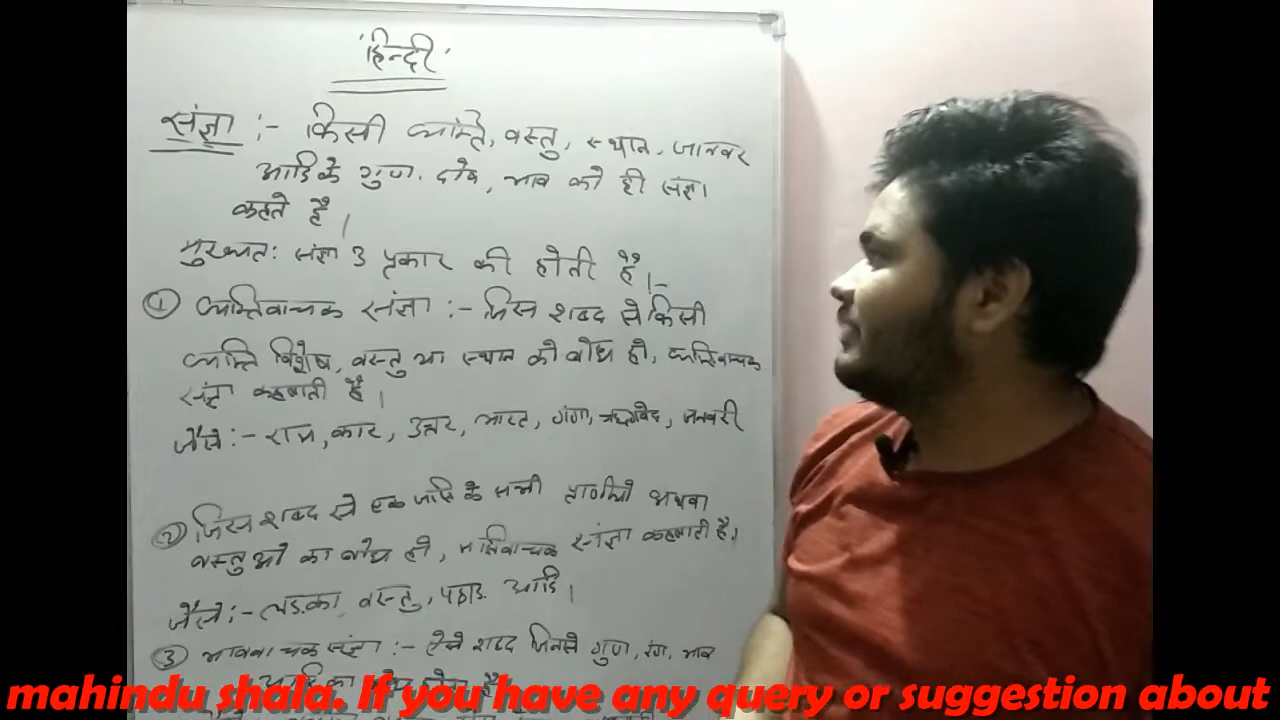 'हिन्दी'
संज्ञा :- किसी व्यक्ति, वस्तु, स्थान, जानवर
आदि के गुण, दोष, भाव को ही संज्ञा
कहते हैं।
मुख्यतः संज्ञा 3 प्रकार की होती है।-
① व्यक्तिवाचक संज्ञा :- जिस शब्द से किसी
व्यक्ति विशेष, वस्तु या स्थान को बोध हो, व्यक्तिवाचक
संज्ञा कहलाती है।
जैसे :- राम, कार, उत्तर, भारत, गंगा, ऋग्वेद, जनवरी
② जिस शब्द से एक जाति के सभी प्राणीयो अथवा
वस्तुओ का बोध हो, जातिवाचक संज्ञा कहलाती है।
जैसे :- लड़का, वस्तु, पहाड़ आदि।
③ भाववाचक संज्ञा :- ऐसे शब्द जिनसे गुण, रंग, भाव
आदि का
mahindu shala. If you have any query or suggestion about